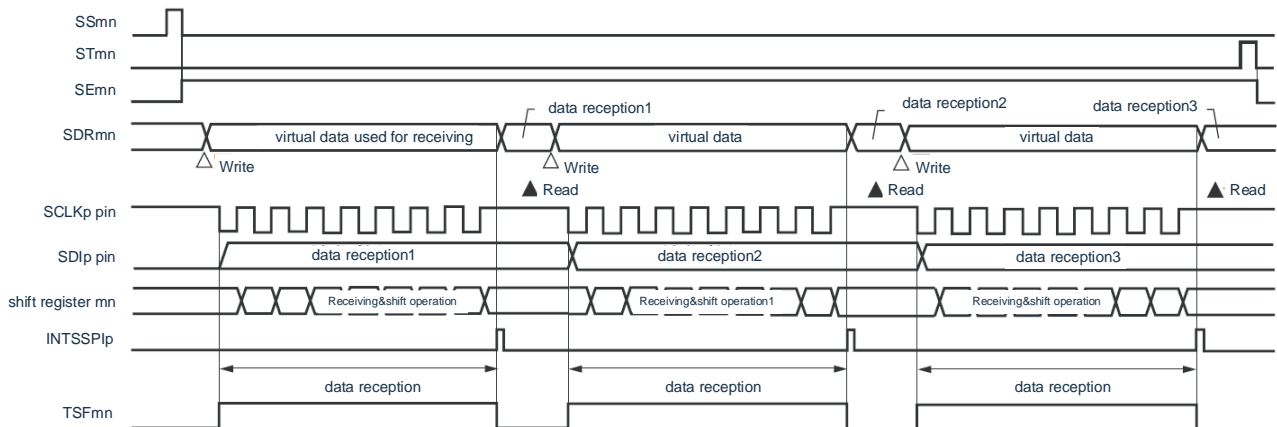 SSmn
STmn
SEmn
data reception1
data reception2
data reception3
SDRmn
virtual data used for receiving
virtual data
virtual data
Write
Write
Write
Read
Read
Read
SCLKp pin
SDIp pin
data reception1
data reception2
data reception3
shift register mn
Receiving&shift operation
Receiving&shift operation1
Receiving&shift operation
INTSSPIp
data reception
data reception
data reception
TSFmn